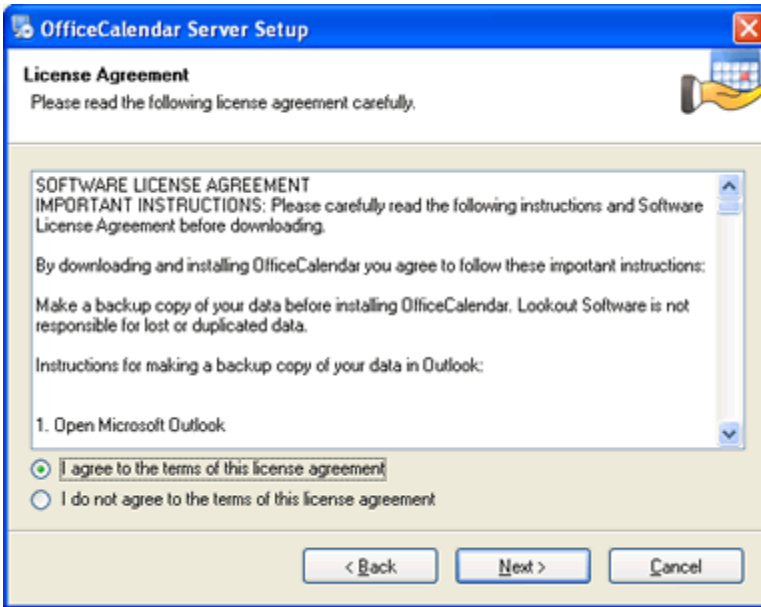 OfficeCalendar Server Setup
License Agreement
Please read the following license agreement carefully.
SOFTWARE LICENSE AGREEMENT
IMPORTANT INSTRUCTIONS: Please carefully read the following instructions and Software
License Agreement before downloading.
By downloading and installing OfficeCalendar you agree to follow these important instructions:
Make a backup copy of your data before installing OfficeCalendar. Lookout Software is not
responsible for lost or duplicated data.
Instructions for making a backup copy of your data in Outlook:
1. Open Microsoft Outlook
I agree to the terms of this license agreement
I do not agree to the terms of this license agreement
< Back Next > Cancel